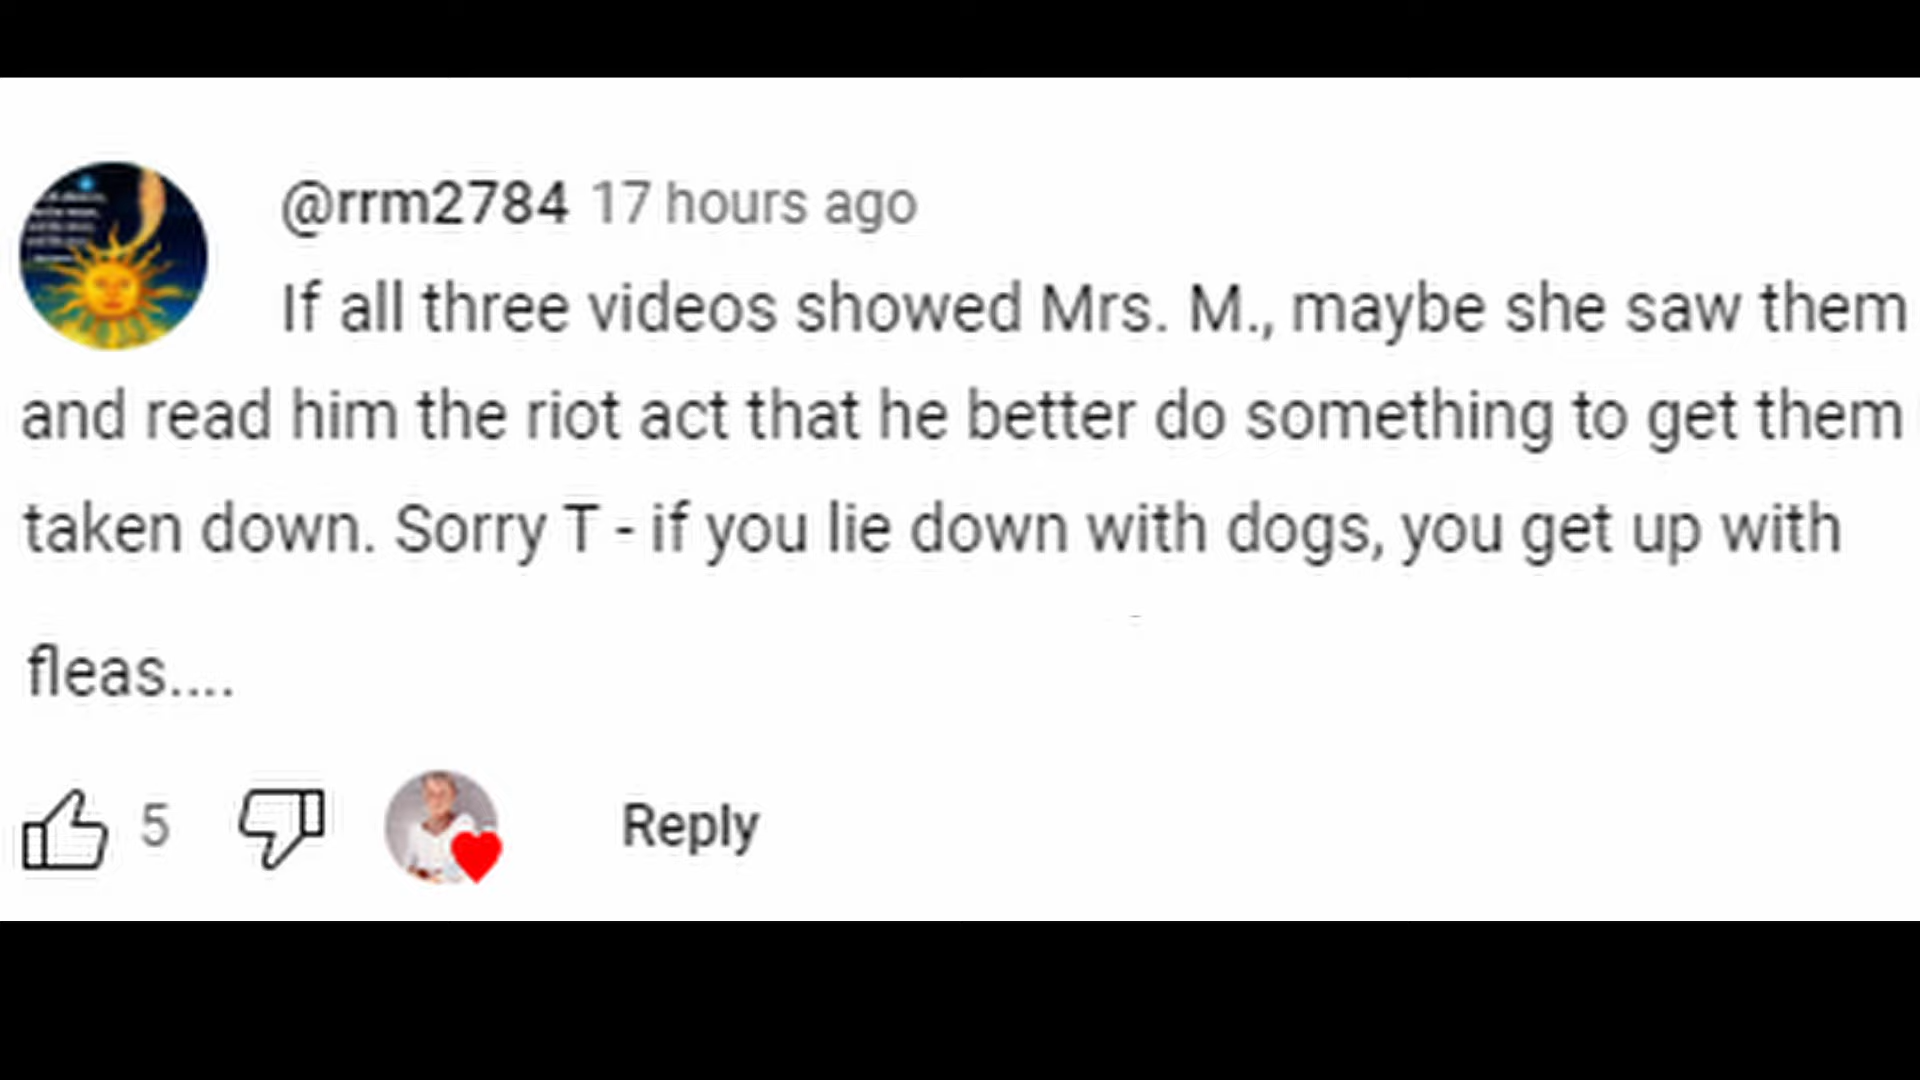 @rrm2784 17 hours ago
If all three videos showed Mrs. M., maybe she saw them
and read him the riot act that he better do something to get them
taken down. Sorry T - if you lie down with dogs, you get up with
fleas....
5 Reply